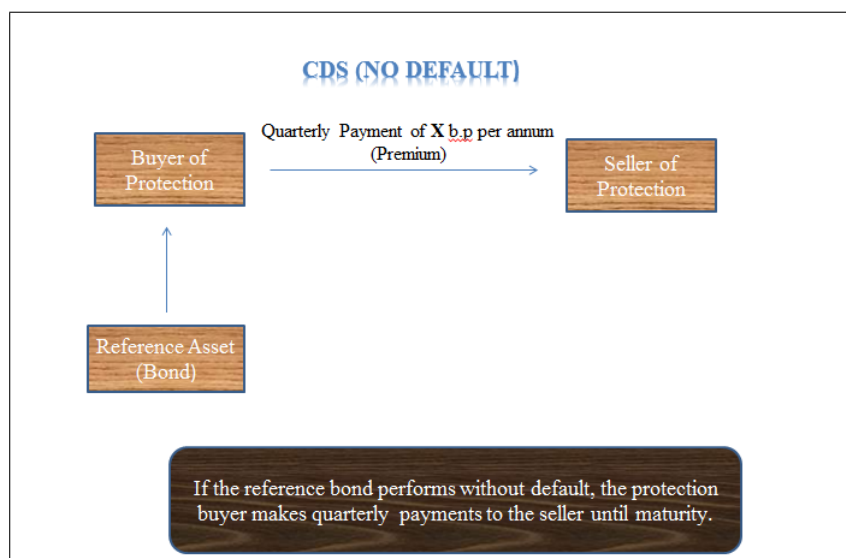 CDS (NO DEFAULT)
Quarterly Payment of X b.p per annum
(Premium)
Buyer of
Protection
Seller of
Protection
Reference Asset
(Bond)
If the reference bond performs without default, the protection
buyer makes quarterly payments to the seller until maturity.